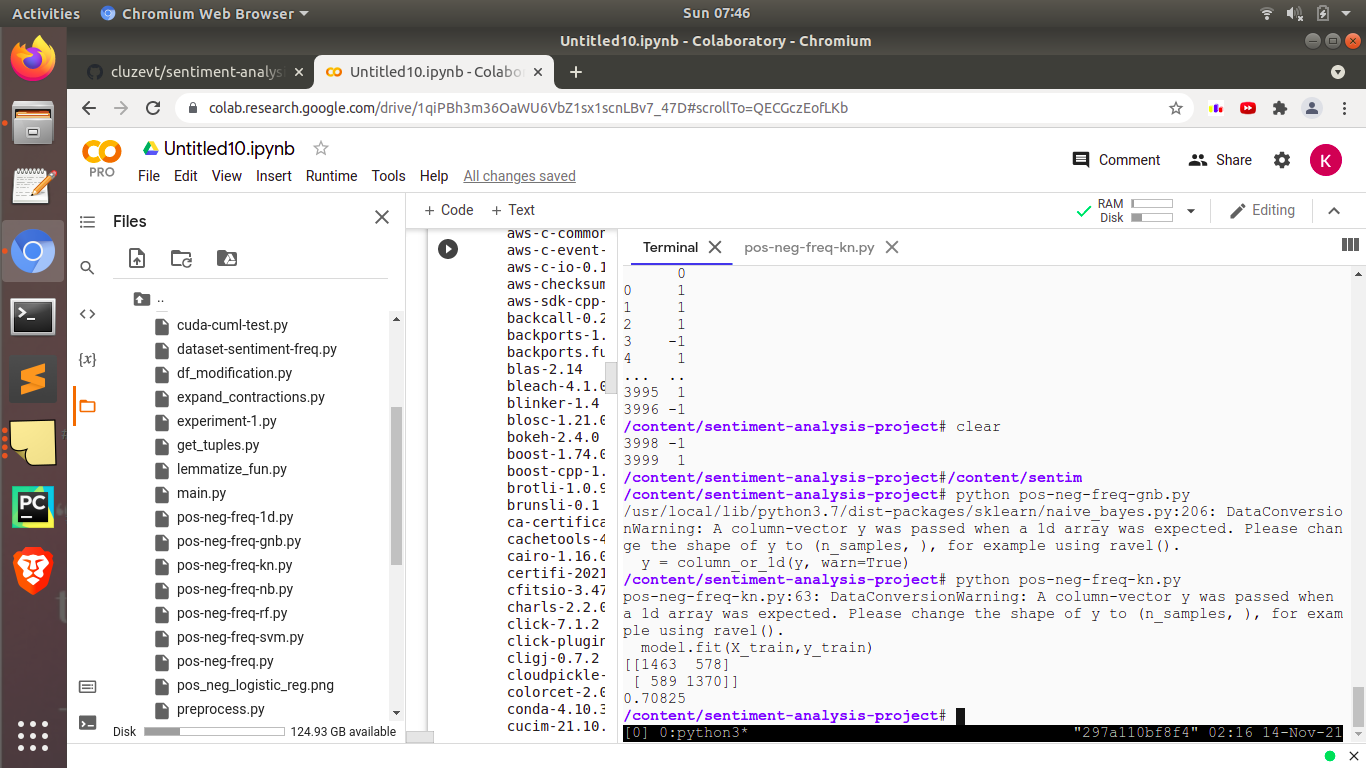 Activities
Chromium Web Browser
Sun 07:46
Untitled10.ipynb - Colaboratory - Chromium
cluzevt/sentiment-analysis
Untitled10.ipynb - Colabo
colab.research.google.com/drive/1qiPBh3m36OaWU6VbZ1sx1scnLBv7_47D#scrollTo=QECGczEofLKb
PRO
Untitled10.ipynb
File Edit View Insert Runtime Tools Help All changes saved
Comment
Share
K
Files
+ Code + Text
RAM
Disk
Editing
..
cuda-cuml-test.py
dataset-sentiment-freq.py
df_modification.py
expand_contractions.py
experiment-1.py
get_tuples.py
lemmatize_fun.py
main.py
pos-neg-freq-1d.py
pos-neg-freq-gnb.py
pos-neg-freq-kn.py
pos-neg-freq-nb.py
pos-neg-freq-rf.py
pos-neg-freq-svm.py
pos-neg-freq.py
pos_neg_logistic_reg.png
preprocess.py
Disk 124.93 GB available
{x}
aws-c-common
aws-c-event-
aws-c-io-0.1
aws-checksum
aws-sdk-cpp-
backcall-0.2
backports-1.
backports.fu
blas-2.14
bleach-4.1.0
blinker-1.4
blosc-1.21.0
bokeh-2.4.0
boost-1.74.0
boost-cpp-1.
brotli-1.0.9
brunsli-0.1
ca-certifica
cachetools-4
cairo-1.16.0
certifi-2021
cfitsio-3.47
charls-2.2.0
click-7.1.2
click-plugin
cligj-0.7.2
cloudpickle-
colorcet-2.0
conda-4.10.3
cucim-21.10.
Terminal
pos-neg-freq-kn.py
0
0 1
1 1
2 1
3 -1
4 1
... ..
3995 1
3996 -1
/content/sentiment-analysis-project# clear
3998 -1
3999 1
/content/sentiment-analysis-project#/content/sentim
/content/sentiment-analysis-project# python pos-neg-freq-gnb.py
/usr/local/lib/python3.7/dist-packages/sklearn/naive_bayes.py:206: DataConversio
nWarning: A column-vector y was passed when a 1d array was expected. Please chan
ge the shape of y to (n_samples, ), for example using ravel().
y = column_or_1d(y, warn=True)
/content/sentiment-analysis-project# python pos-neg-freq-kn.py
pos-neg-freq-kn.py:63: DataConversionWarning: A column-vector y was passed when
a 1d array was expected. Please change the shape of y to (n_samples, ), for exam
ple using ravel().
model.fit(X_train,y_train)
[[1463 578]
[ 589 1370]]
0.70825
/content/sentiment-analysis-project#
[0] 0:python3* "297a110bf8f4" 02:16 14-Nov-21